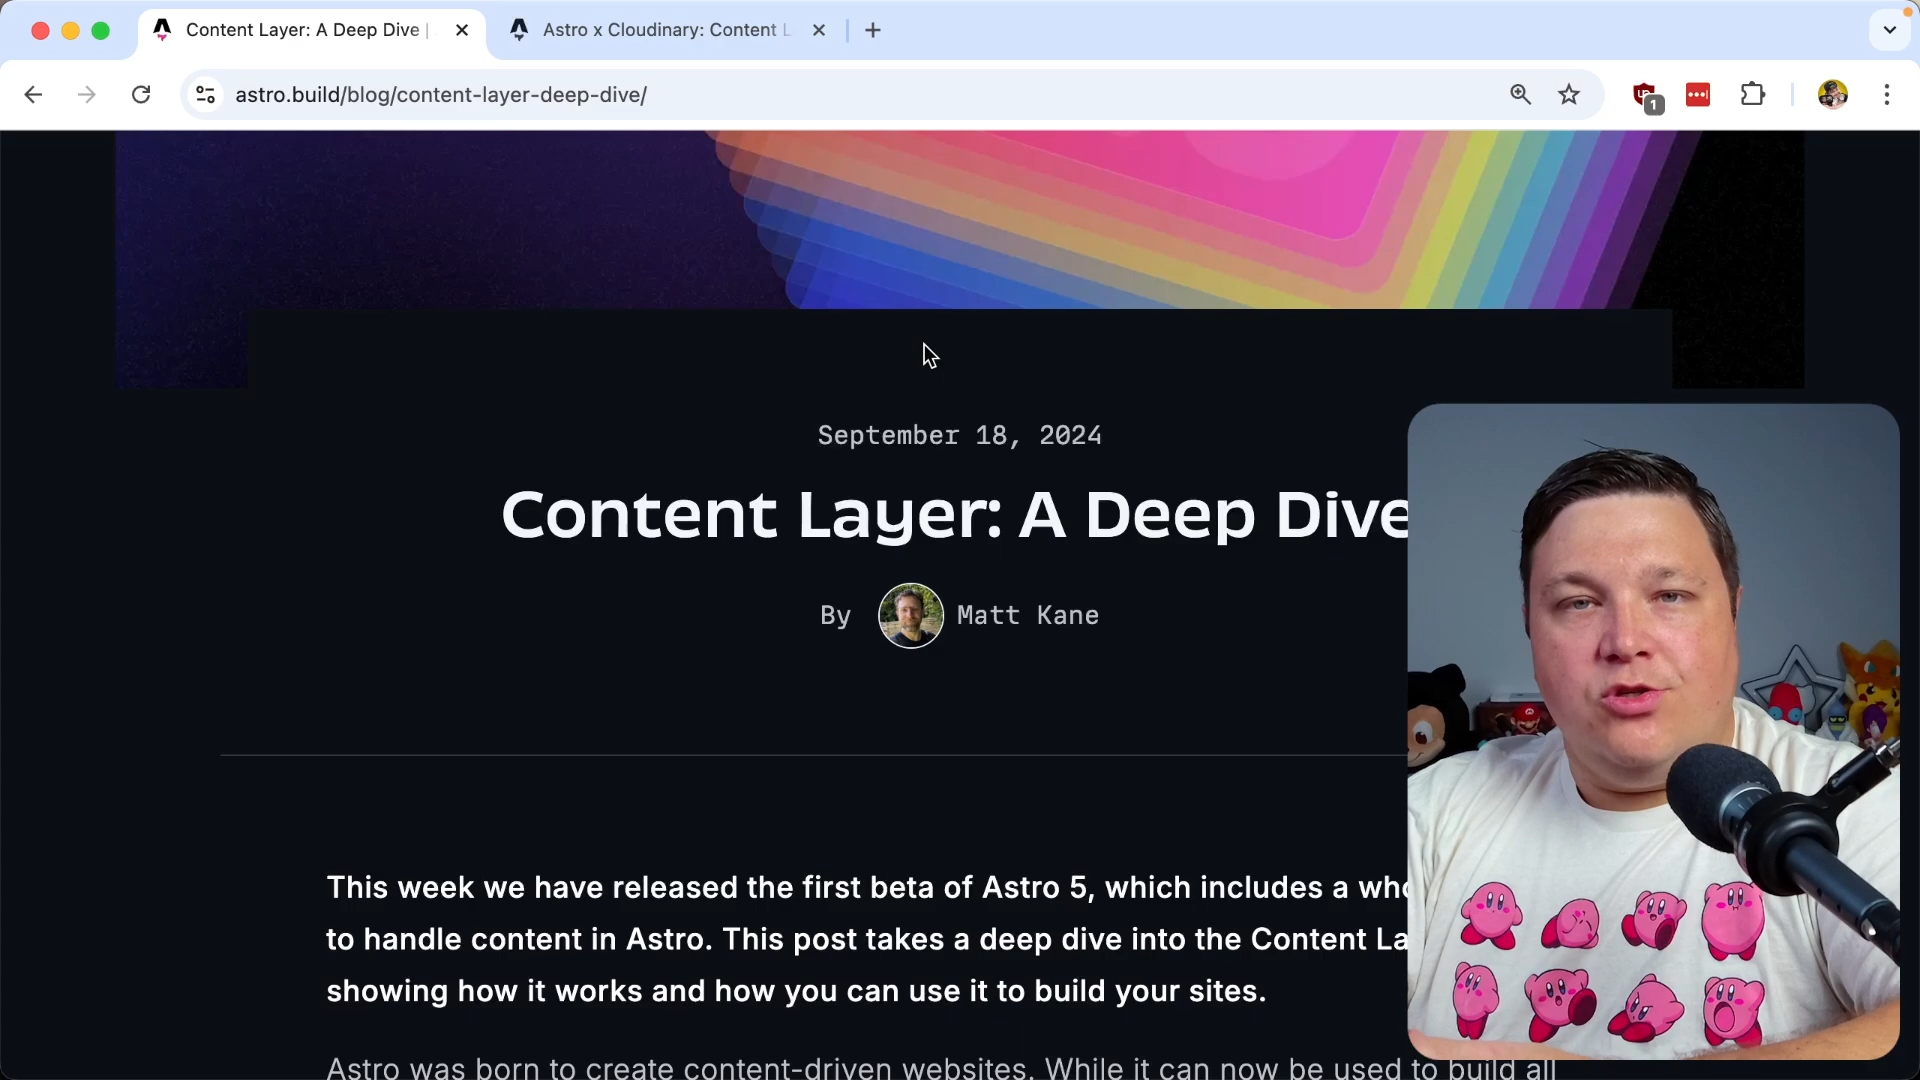 Content Layer: A Deep Dive |
Astro x Cloudinary: Content L
astro.build/blog/content-layer-deep-dive/
1
September 18, 2024
Content Layer: A Deep Dive
By Matt Kane
This week we have released the first beta of Astro 5, which includes a who
to handle content in Astro. This post takes a deep dive into the Content La
showing how it works and how you can use it to build your sites.
Astro was born to create content-driven websites. While it can now be used to build all